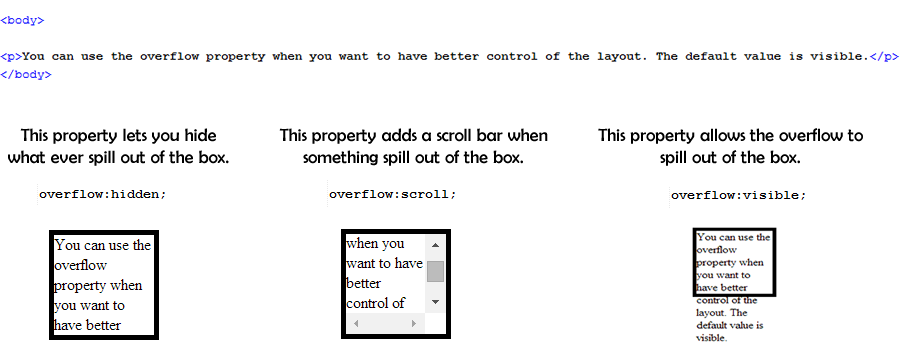 <body>
<p>You can use the overflow property when you want to have better control of the layout. The default value is visible.</p>
</body>
This property lets you hide
what ever spill out of the box.
overflow:hidden;
You can use the
overflow
property when
you want to
have better
This property adds a scroll bar when
something spill out of the box.
overflow:scroll;
when you
want to have
better
control of
This property allows the overflow to
spill out of the box.
overflow:visible;
You can use the
overflow
property when
you want to
have better
control of the
layout. The
default value is
visible.